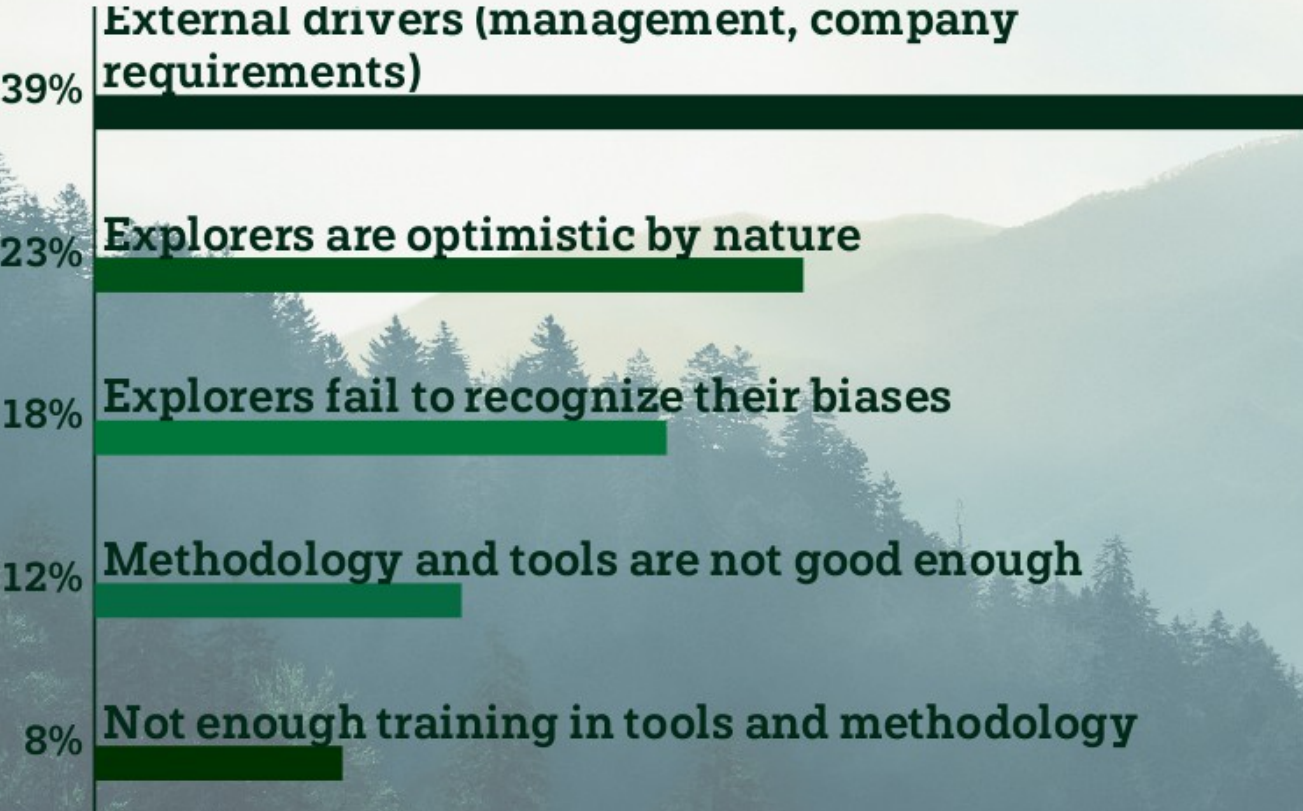 External drivers (management, company
requirements)
39%
Explorers are optimistic by nature
23%
Explorers fail to recognize their biases
18%
Methodology and tools are not good enough
12%
Not enough training in tools and methodology
8%